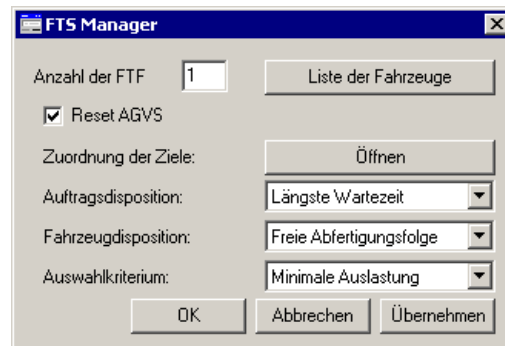 FTS Manager
Anzahl der FTF 1 Liste der Fahrzeuge
Reset AGVS
Zuordnung der Ziele: Öffnen
Auftragsdisposition: Längste Wartezeit
Fahrzeugdisposition: Freie Abfertigungsfolge
Auswahlkriterium: Minimale Auslastung
OK Abbrechen Übernehmen